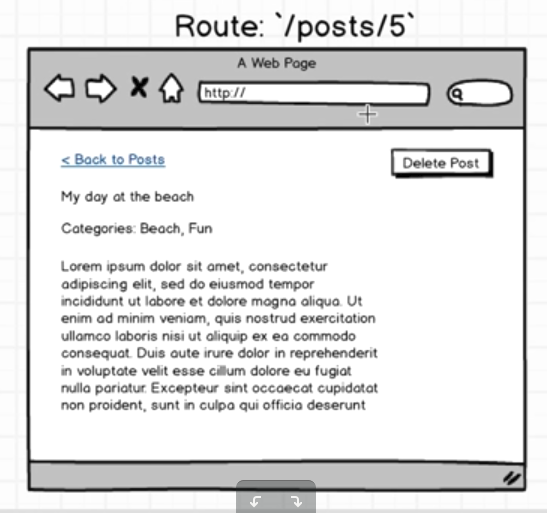 Route: `/posts/5`
A Web Page
http://
< Back to Posts
Delete Post
My day at the beach
Categories: Beach, Fun
Lorem ipsum dolor sit amet, consectetur
adipiscing elit, sed do eiusmod tempor
incididunt ut labore et dolore magna aliqua. Ut
enim ad minim veniam, quis nostrud exercitation
ullamco laboris nisi ut aliquip ex ea commodo
consequat. Duis aute irure dolor in reprehenderit
in voluptate velit esse cillum dolore eu fugiat
nulla pariatur. Excepteur sint occaecat cupidatat
non proident, sunt in culpa qui officia deserunt